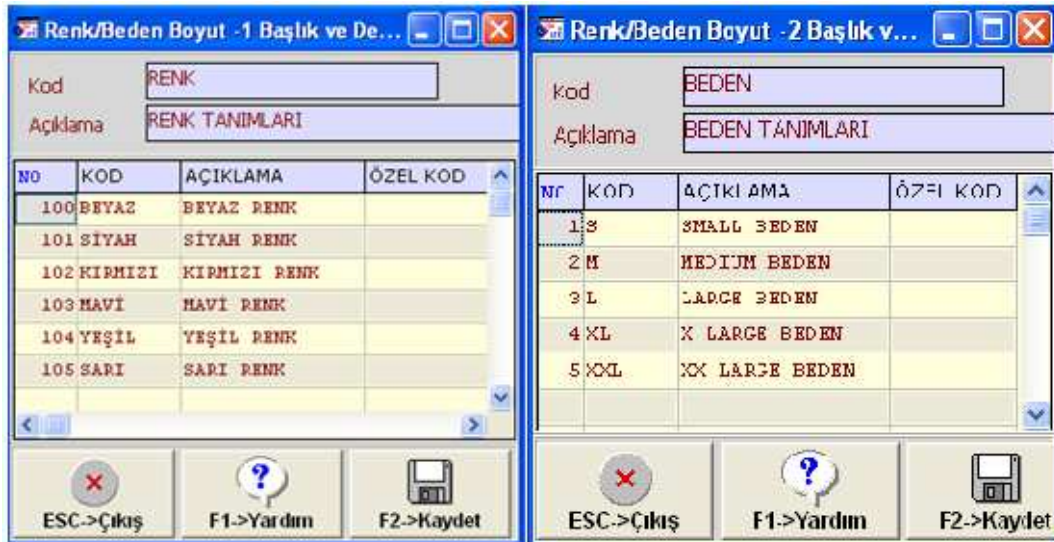 Renk/Beden Boyut -1 Başlık ve De...
Kod RENK
Açıklama RENK TANIMLARI
NO KOD AÇIKLAMA ÖZEL KOD
100 BEYAZ BEYAZ RENK
101 SİYAH SİYAH RENK
102 KIRMIZI KIRMIZI RENK
103 MAVİ MAVİ RENK
104 YEŞİL YEŞİL RENK
105 SARI SARI RENK
ESC->Çıkış F1->Yardım F2->Kaydet
Renk/Beden Boyut -2 Başlık v...
Kod BEDEN
Açıklama BEDEN TANIMLARI
NO KOD AÇIKLAMA ÖZEL KOD
1 S SMALL BEDEN
2 M MEDIUM BEDEN
3 L LARGE BEDEN
4 XL X LARGE BEDEN
5 XXL XX LARGE BEDEN
ESC->Çıkış F1->Yardım F2->Kaydet